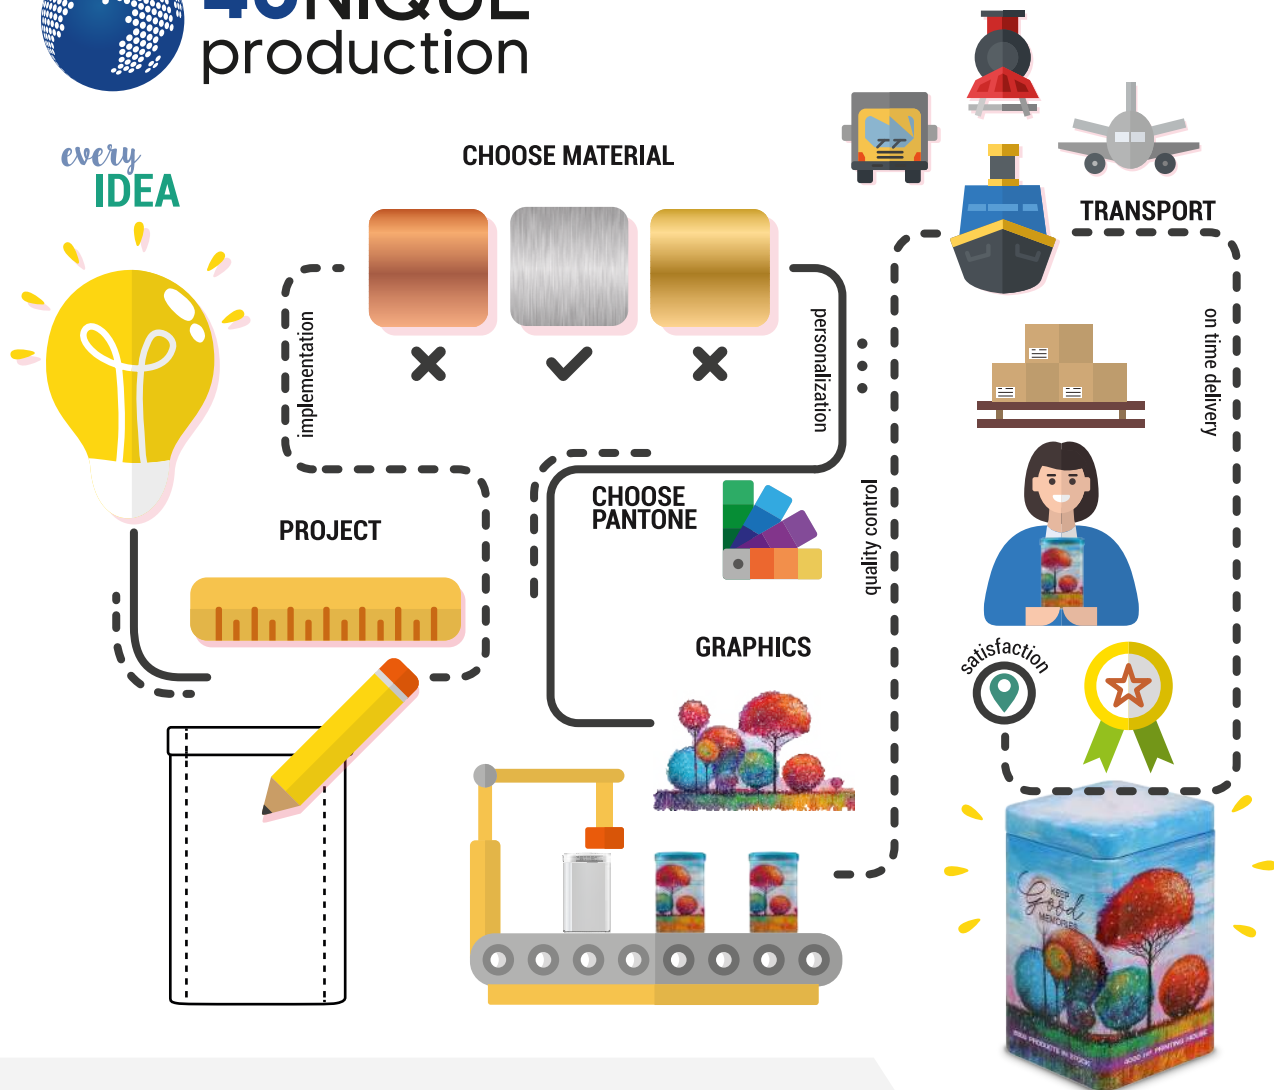 4UNIQUE
production
every
IDEA
CHOOSE MATERIAL
TRANSPORT
implementation
personalization
on time delivery
CHOOSE
PANTONE
quality control
PROJECT
GRAPHICS
satisfaction
KEEP
Good
MEMORIES